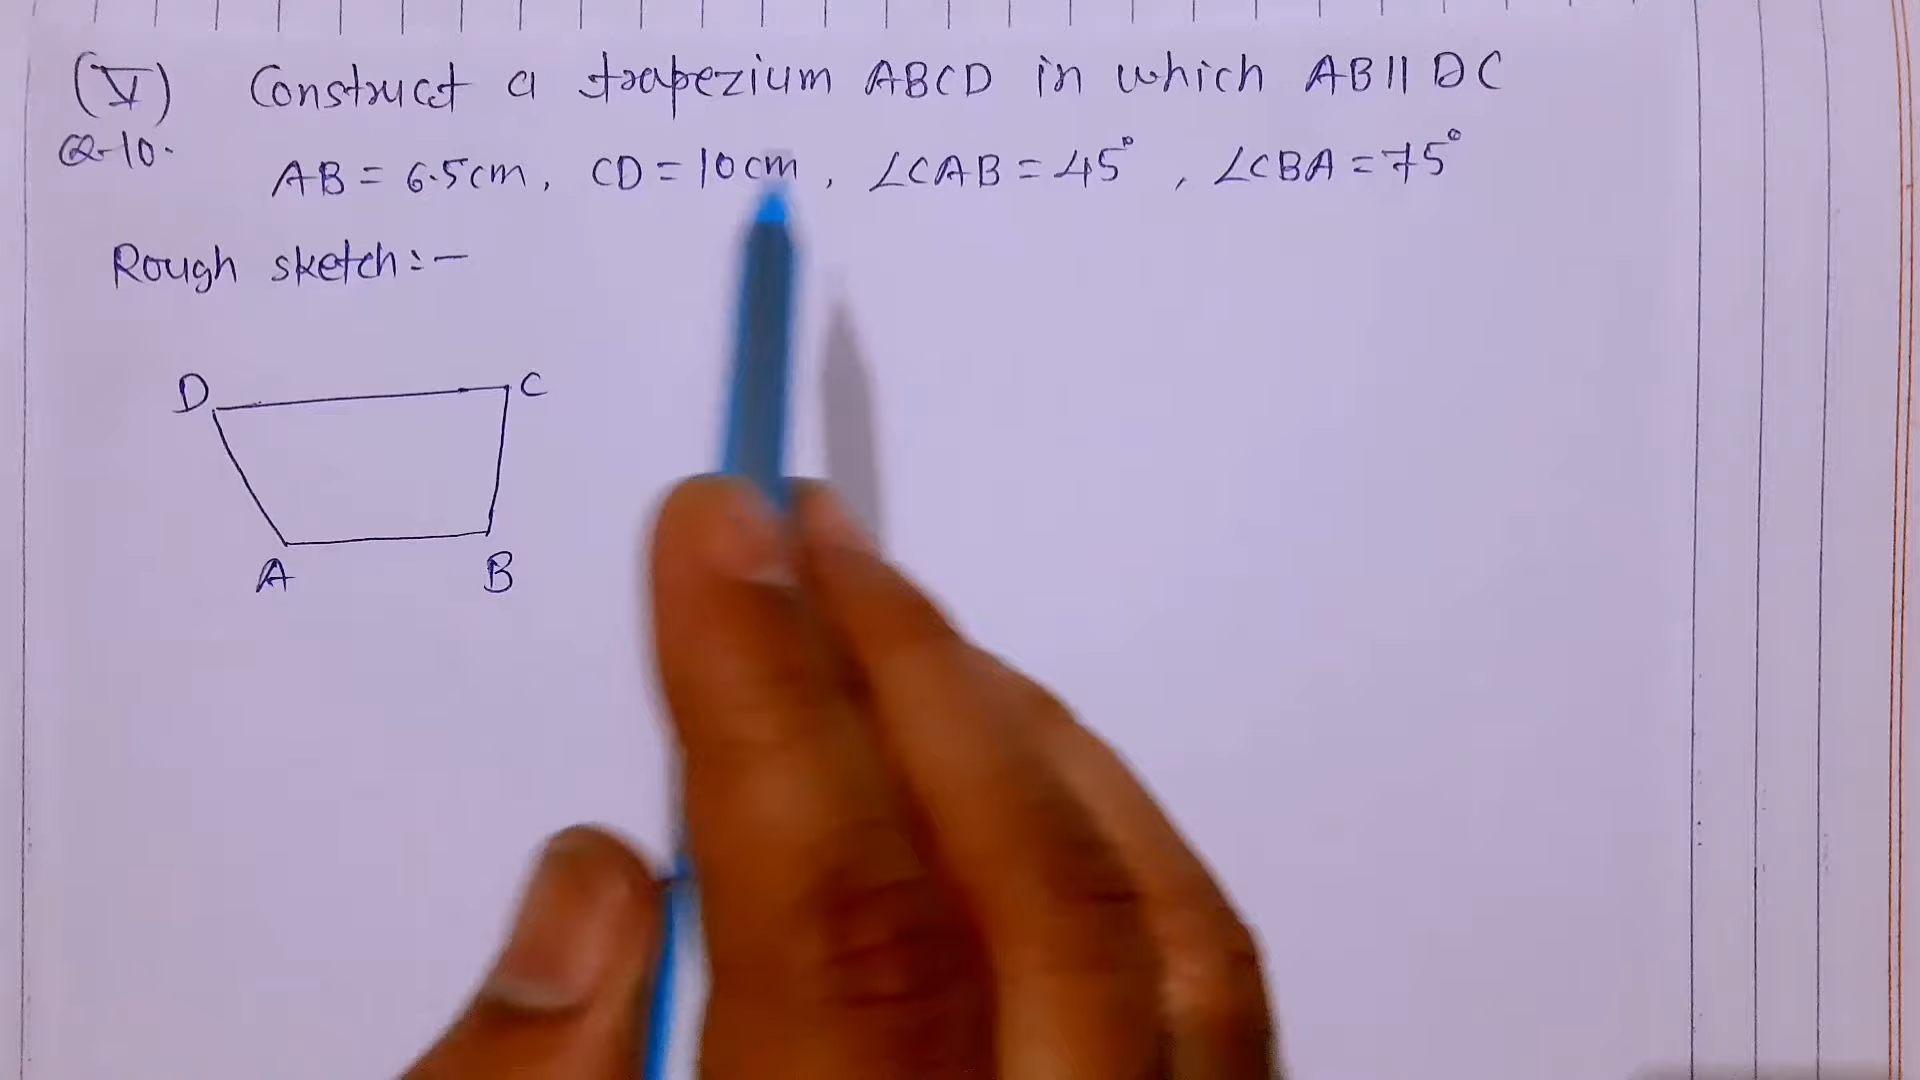 (V) Construct a trapezium ABCD in which AB || DC
Q-10.
AB = 6.5cm, CD = 10cm, ∠CAB = 45°, ∠CBA = 75°
Rough sketch:-
D C
A B